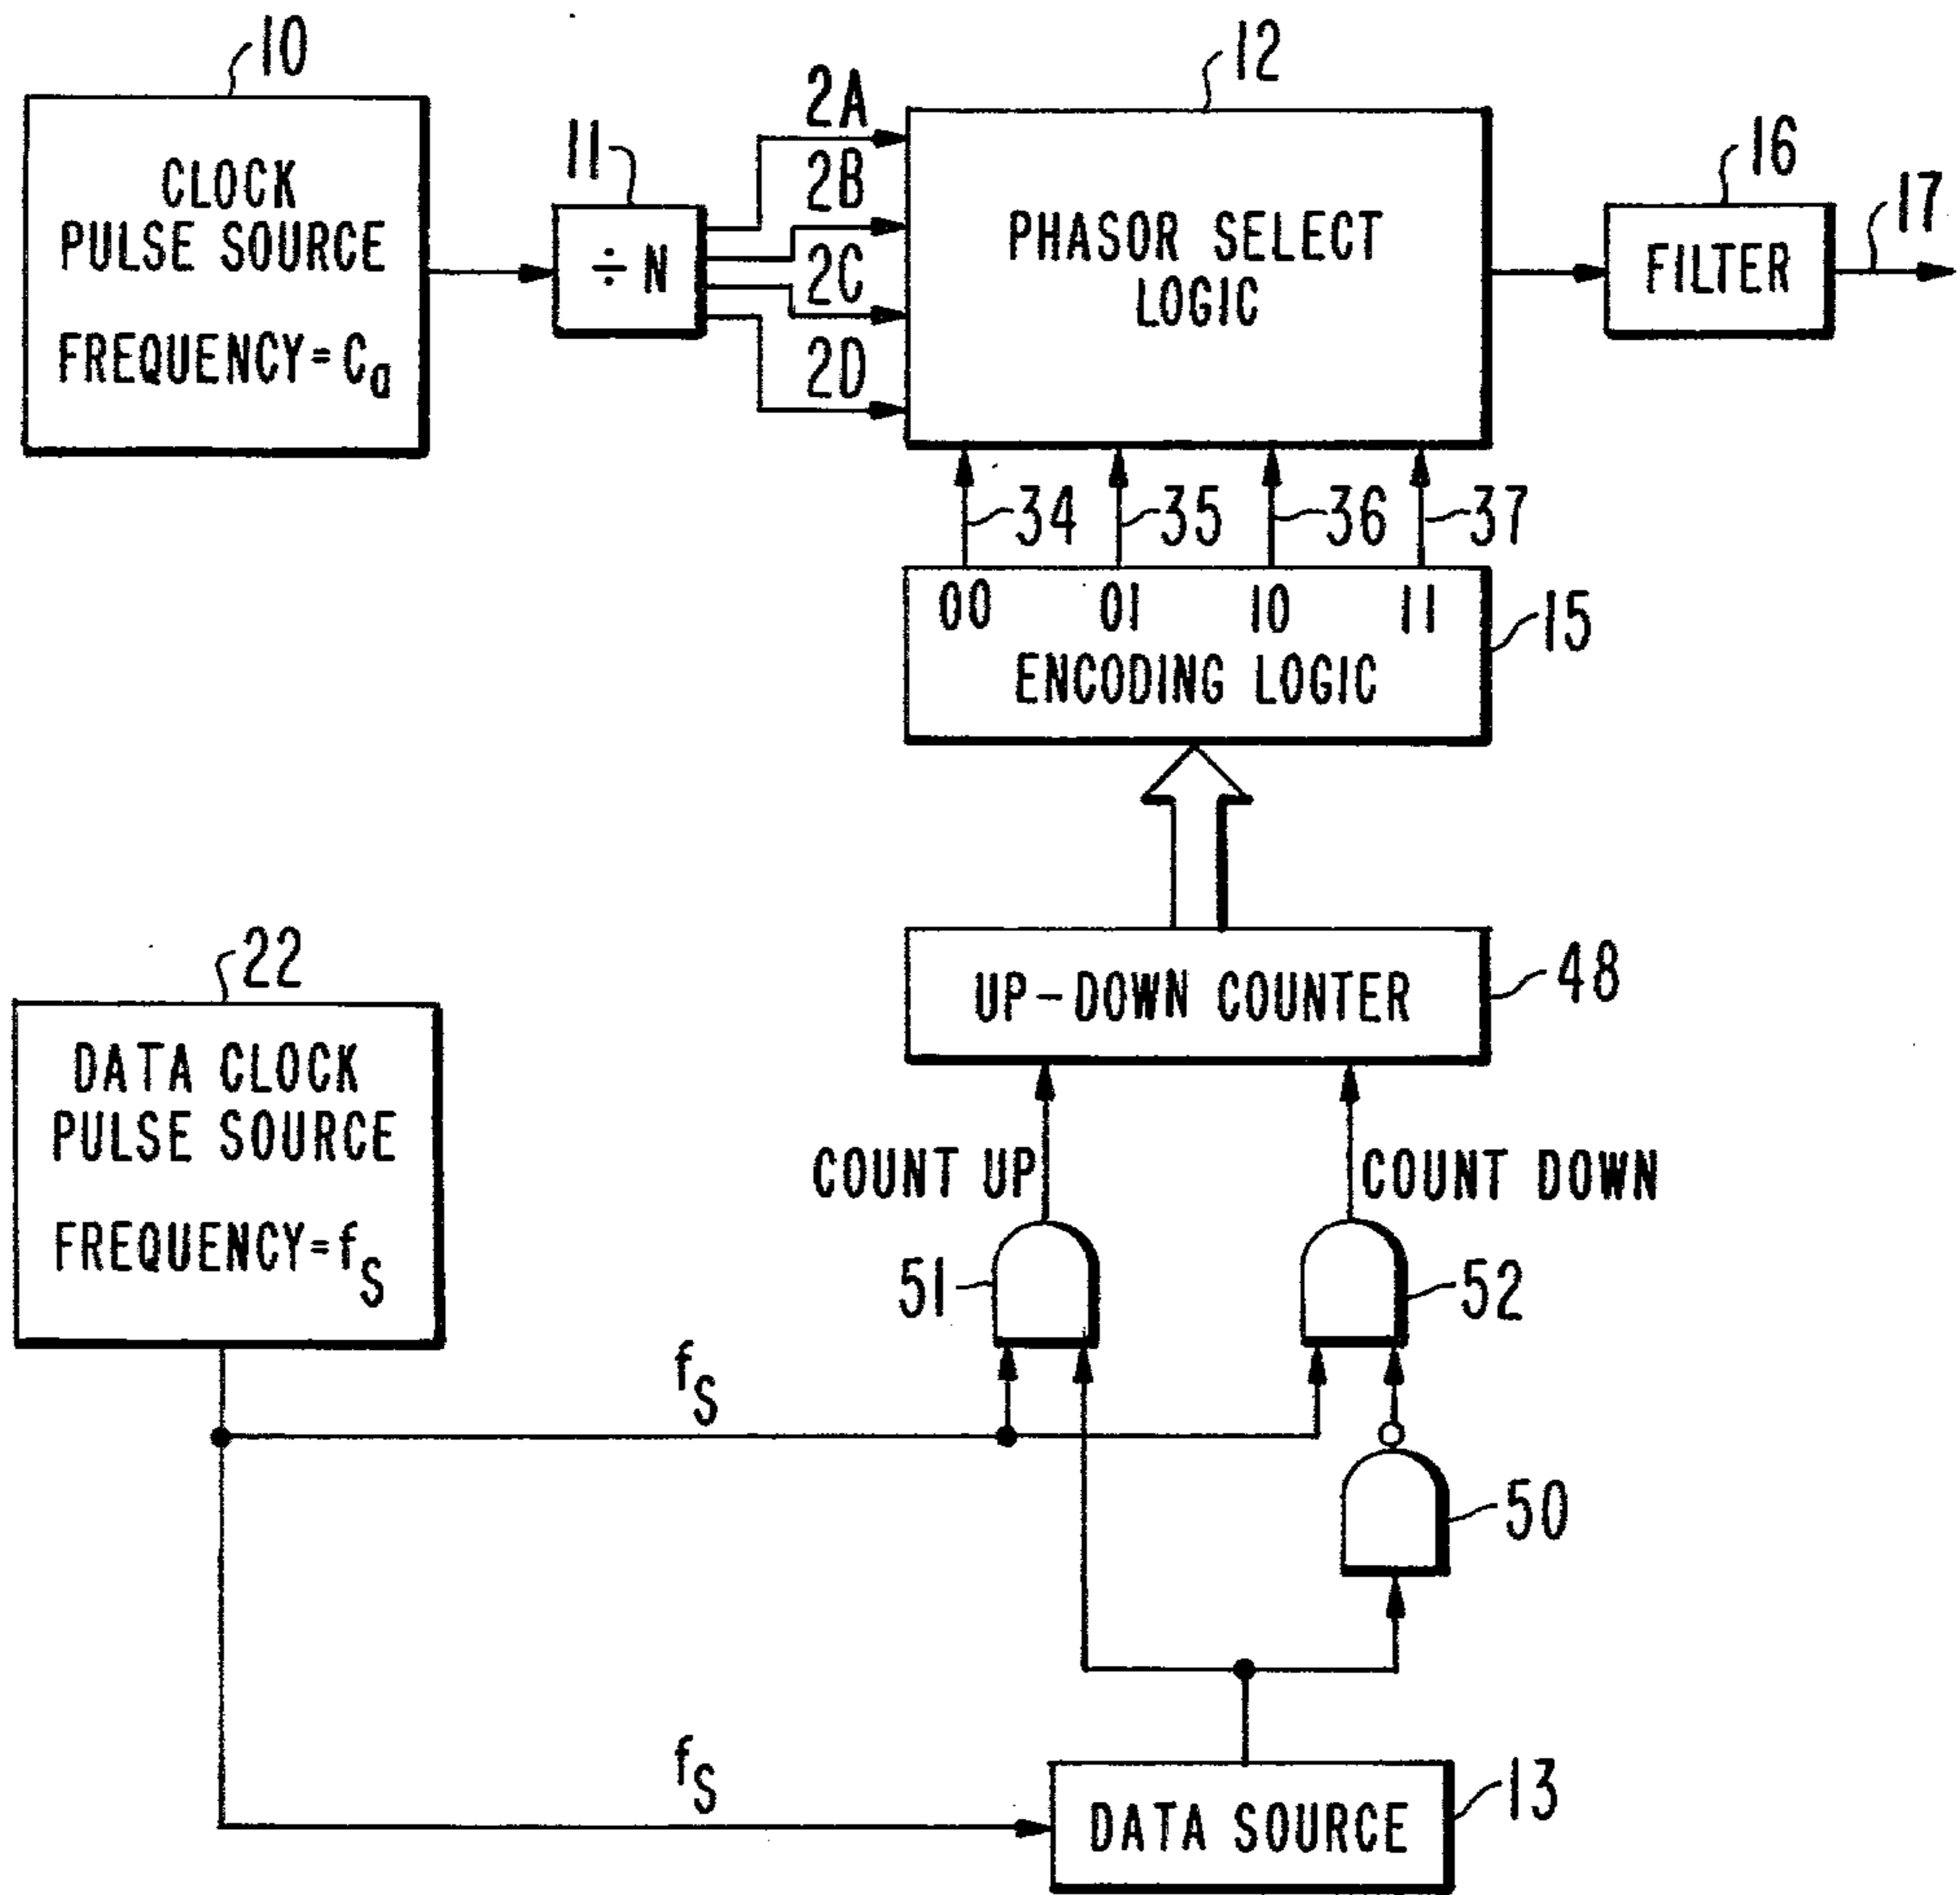 10
CLOCK
PULSE SOURCE
FREQUENCY=Ca
11
÷N
2A
2B
2C
2D
12
PHASOR SELECT
LOGIC
16
FILTER
17
34
35
36
37
00 01 10 11
ENCODING LOGIC
15
UP-DOWN COUNTER
48
22
DATA CLOCK
PULSE SOURCE
FREQUENCY=fS
COUNT UP
COUNT DOWN
51
52
fS
50
fS
DATA SOURCE
13